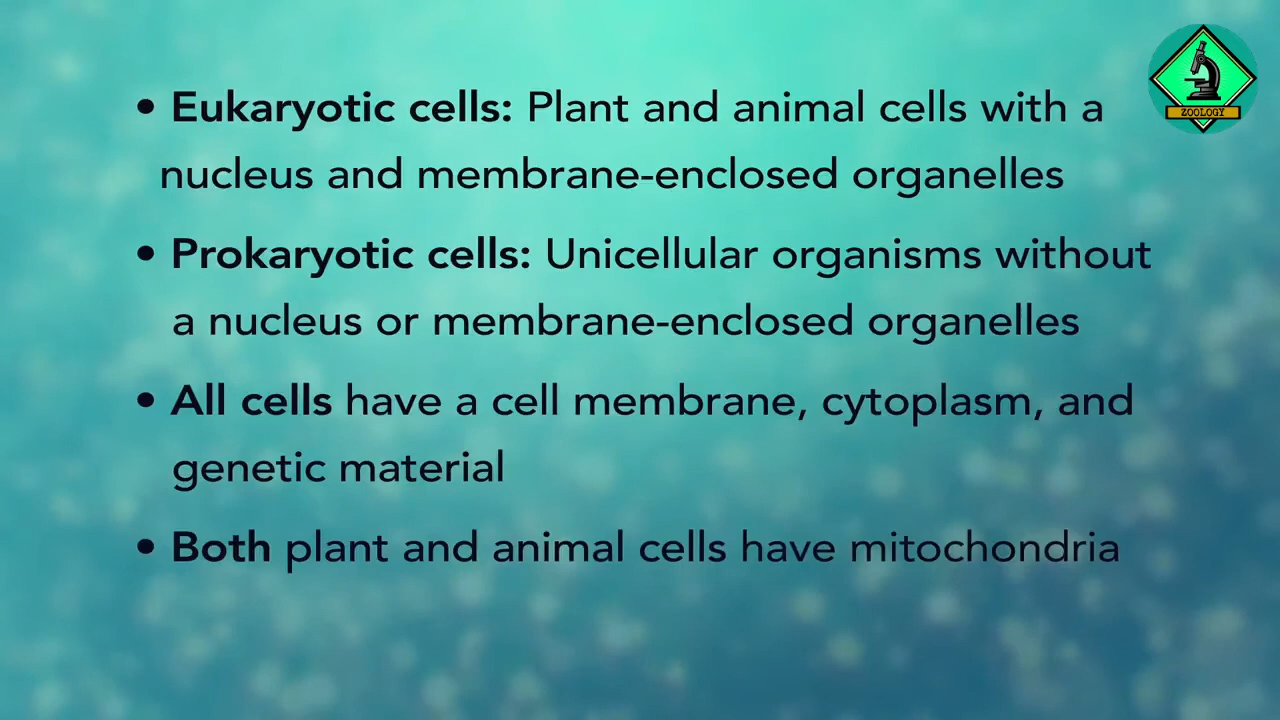 • Eukaryotic cells: Plant and animal cells with a
nucleus and membrane-enclosed organelles
• Prokaryotic cells: Unicellular organisms without
a nucleus or membrane-enclosed organelles
• All cells have a cell membrane, cytoplasm, and
genetic material
• Both plant and animal cells have mitochondria
ZOOLOGY